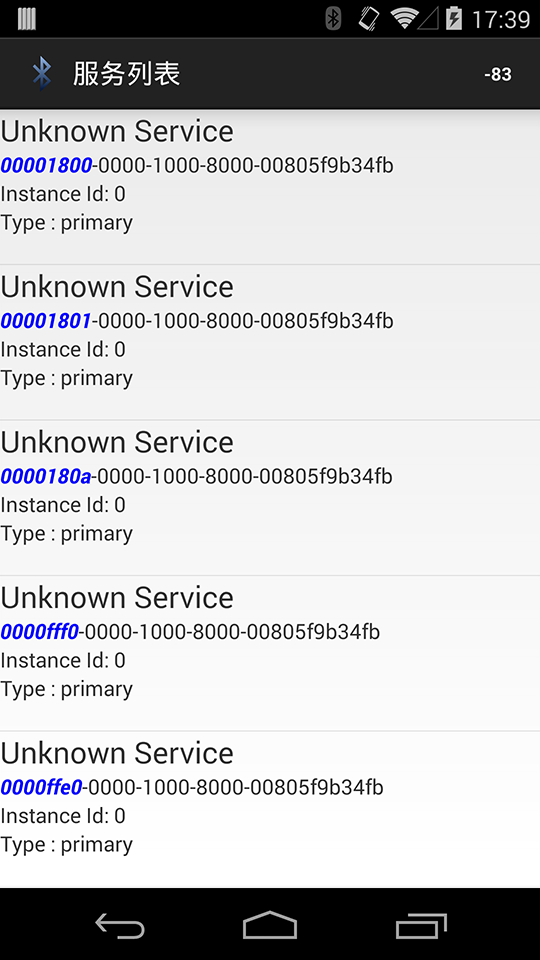 17:39
服务列表
-83
Unknown Service
00001800-0000-1000-8000-00805f9b34fb
Instance Id: 0
Type : primary
Unknown Service
00001801-0000-1000-8000-00805f9b34fb
Instance Id: 0
Type : primary
Unknown Service
0000180a-0000-1000-8000-00805f9b34fb
Instance Id: 0
Type : primary
Unknown Service
0000fff0-0000-1000-8000-00805f9b34fb
Instance Id: 0
Type : primary
Unknown Service
0000ffe0-0000-1000-8000-00805f9b34fb
Instance Id: 0
Type : primary